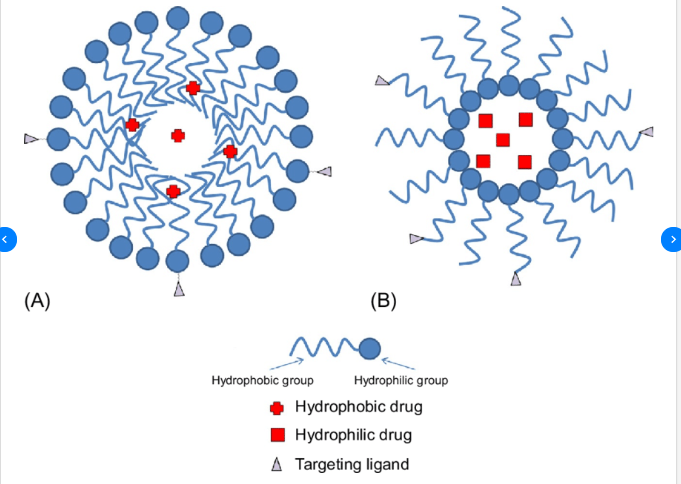 (A)
(B)
Hydrophobic group
Hydrophilic group
Hydrophobic drug
Hydrophilic drug
Targeting ligand